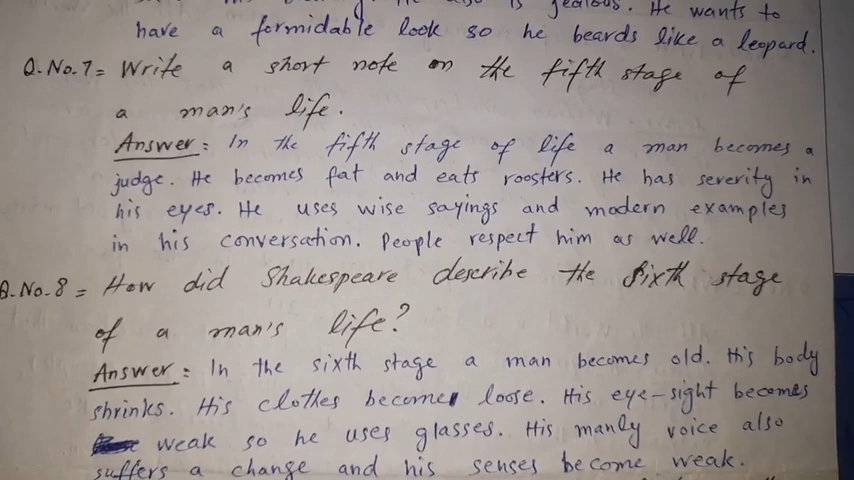 is jealous. He wants to
have a formidable look so he beards like a leopard.
Q.No.7= Write a short note on the fifth stage of
a man's life.
Answer: In the fifth stage of life a man becomes a
judge. He becomes fat and eats roosters. He has severity in
his eyes. He uses wise sayings and modern examples
in his conversation. People respect him as well.
Q.No.8= How did Shakespeare describe the sixth stage
of a man's life?
Answer: In the sixth stage a man becomes old. His body
shrinks. His clothes become loose. His eye-sight becomes
weak so he uses glasses. His manly voice also
suffers a change and his senses become weak.